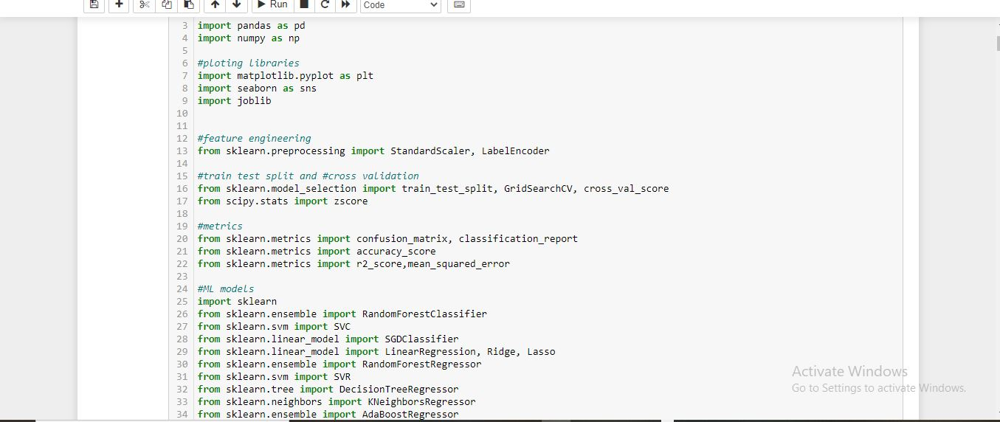 Run
Code
3 import pandas as pd
4 import numpy as np
5
6 #ploting libraries
7 import matplotlib.pyplot as plt
8 import seaborn as sns
9 import joblib
10
11
12 #feature engineering
13 from sklearn.preprocessing import StandardScaler, LabelEncoder
14
15 #train test split and #cross validation
16 from sklearn.model_selection import train_test_split, GridSearchCV, cross_val_score
17 from scipy.stats import zscore
18
19 #metrics
20 from sklearn.metrics import confusion_matrix, classification_report
21 from sklearn.metrics import accuracy_score
22 from sklearn.metrics import r2_score,mean_squared_error
23
24 #ML models
25 import sklearn
26 from sklearn.ensemble import RandomForestClassifier
27 from sklearn.svm import SVC
28 from sklearn.linear_model import SGDClassifier
29 from sklearn.linear_model import LinearRegression, Ridge, Lasso
30 from sklearn.ensemble import RandomForestRegressor
31 from sklearn.svm import SVR
32 from sklearn.tree import DecisionTreeRegressor
33 from sklearn.neighbors import KNeighborsRegressor
34 from sklearn.ensemble import AdaBoostRegressor
Activate Windows
Go to Settings to activate Windows.